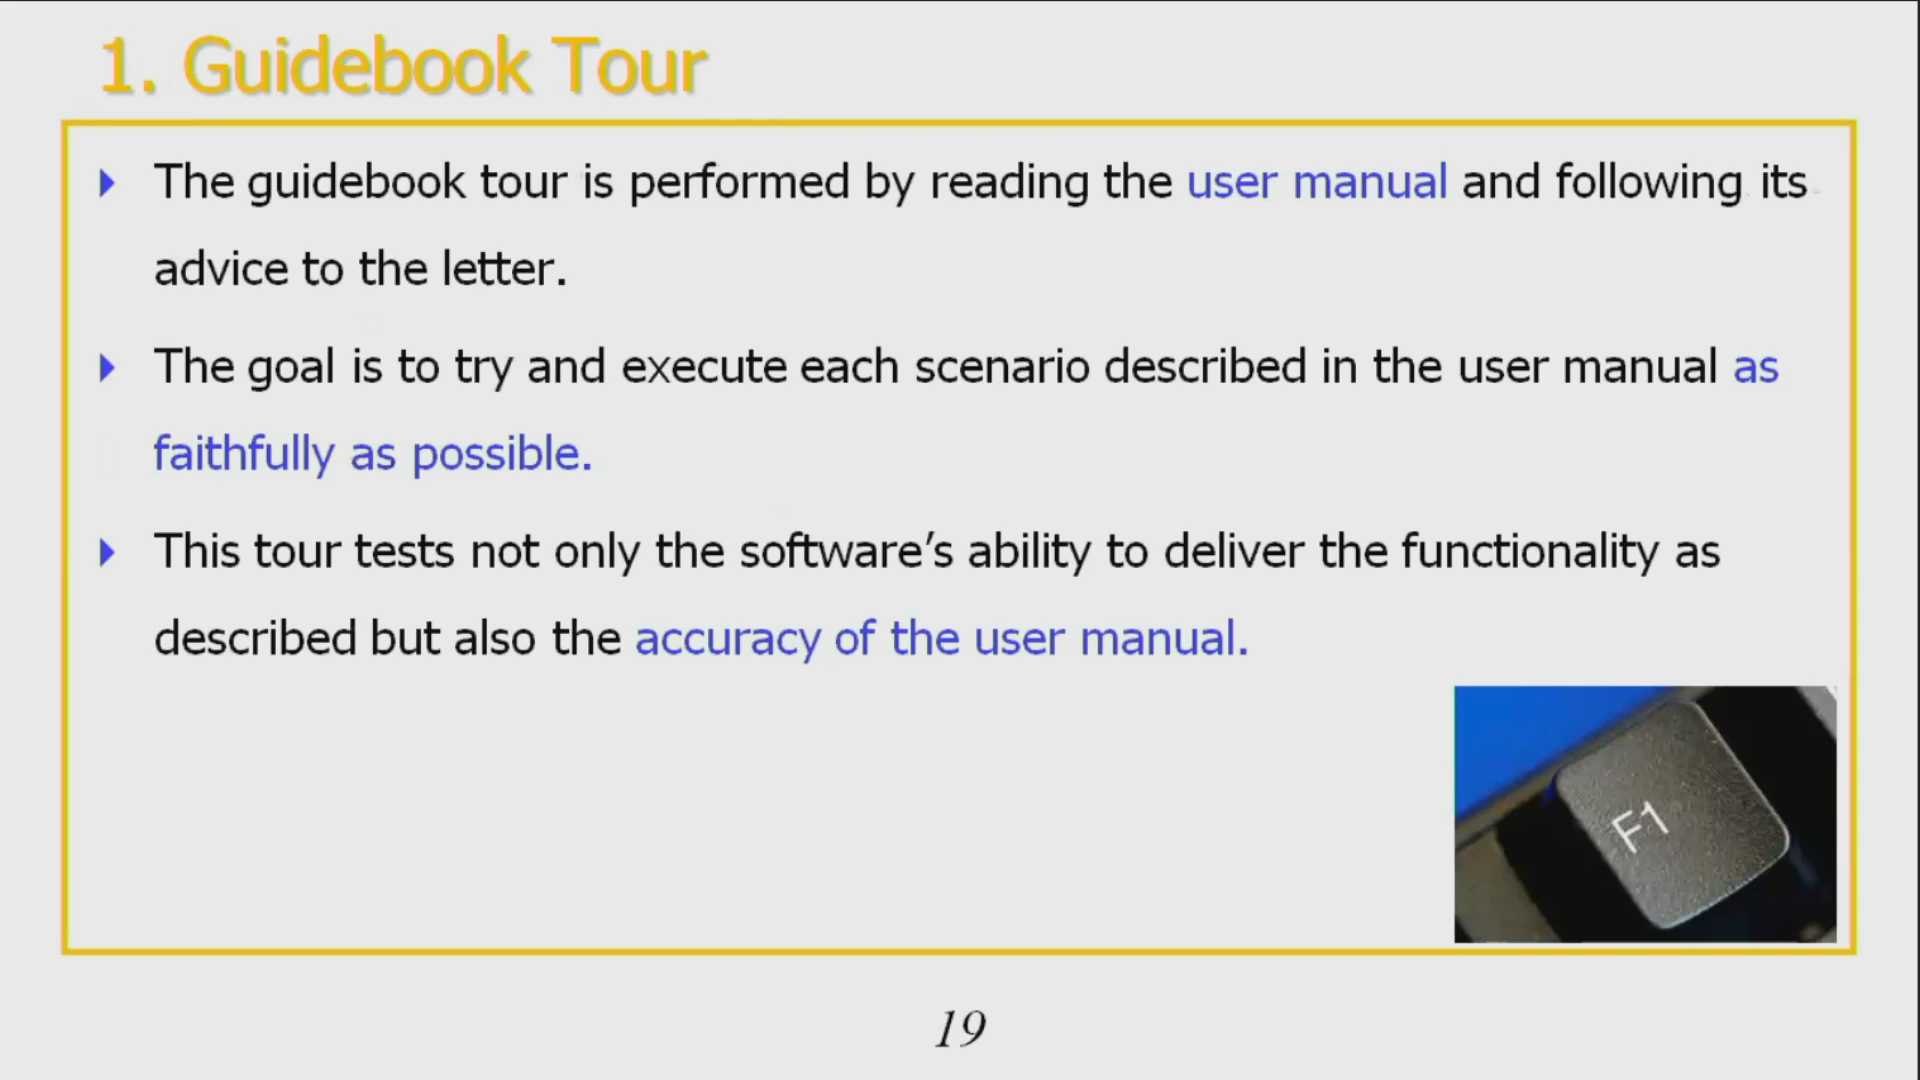 1. Guidebook Tour
The guidebook tour is performed by reading the user manual and following its
advice to the letter.
The goal is to try and execute each scenario described in the user manual as
faithfully as possible.
This tour tests not only the software’s ability to deliver the functionality as
described but also the accuracy of the user manual.
F1
19